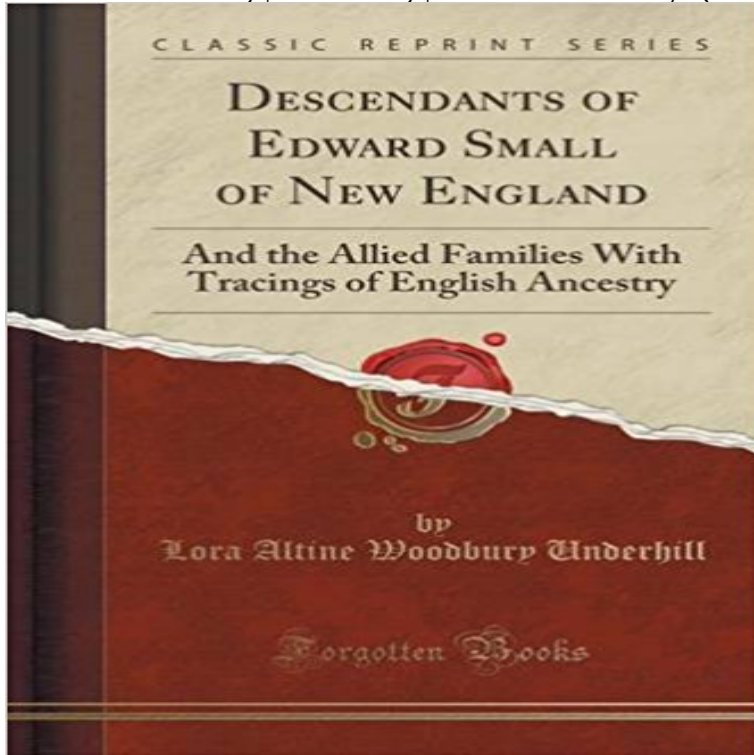 CLASSIC REPRINT SERIES
DESCENDANTS OF
EDWARD SMALL
OF NEW ENGLAND
And the Allied Families With
Tracings of English Ancestry
by
Lora Altine Woodbury Underhill
Forgotten Books